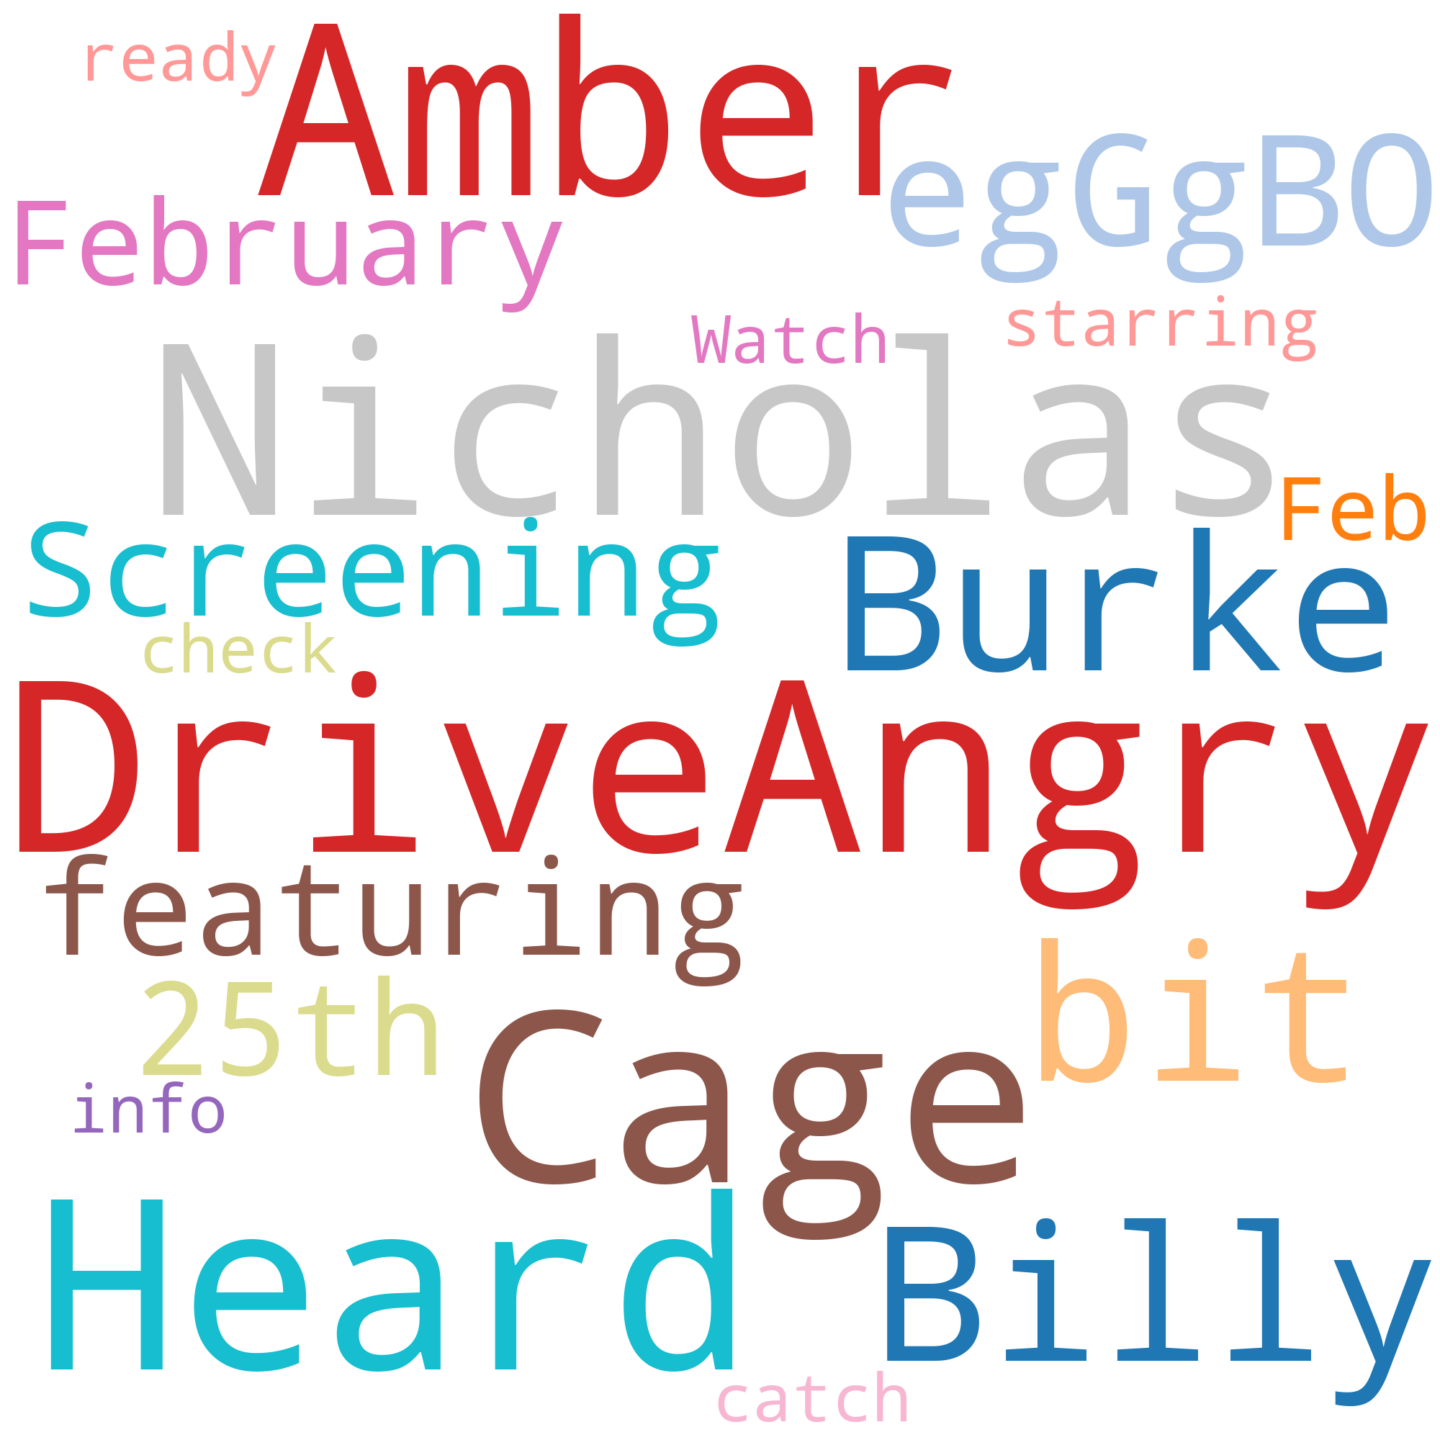 ready
Amber
egGgBO
February
Watch
starring
Nicholas
Feb
Screening
Burke
check
DriveAngry
featuring
25th
bit
Cage
info
Heard
Billy
catch